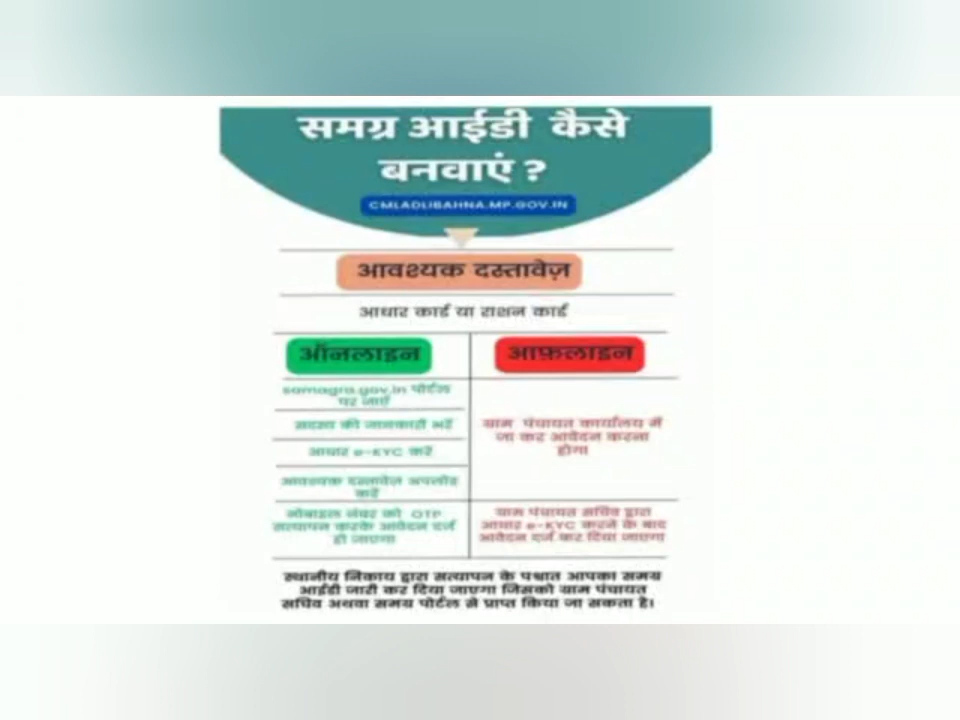 समग्र आईडी कैसे
बनवाएं ?
CMLADLIBAHNA.MP.GOV.IN
आवश्यक दस्तावेज़
आधार कार्ड या राशन कार्ड
ऑनलाइन
samagra.gov.in पोर्टल
पर जाएँ
सदस्य की जानकारी भरें
आधार e-KYC करें
आवश्यक दस्तावेज अपलोड
करें
मोबाइल नंबर को OTP
सत्यापन करके आवेदन दर्ज
हो जाएगा
आफ़लाइन
ग्राम पंचायत कार्यालय में
जा कर आवेदन करना
होगा
ग्राम पंचायत सचिव द्वारा
आधार e-KYC करने के बाद
आवेदन दर्ज कर दिया जाएगा
स्थानीय निकाय द्वारा सत्यापन के पश्चात आपका समग्र
आईडी जारी कर दिया जाएगा जिसको ग्राम पंचायत
सचिव अथवा समग्र पोर्टल से प्राप्त किया जा सकता है।